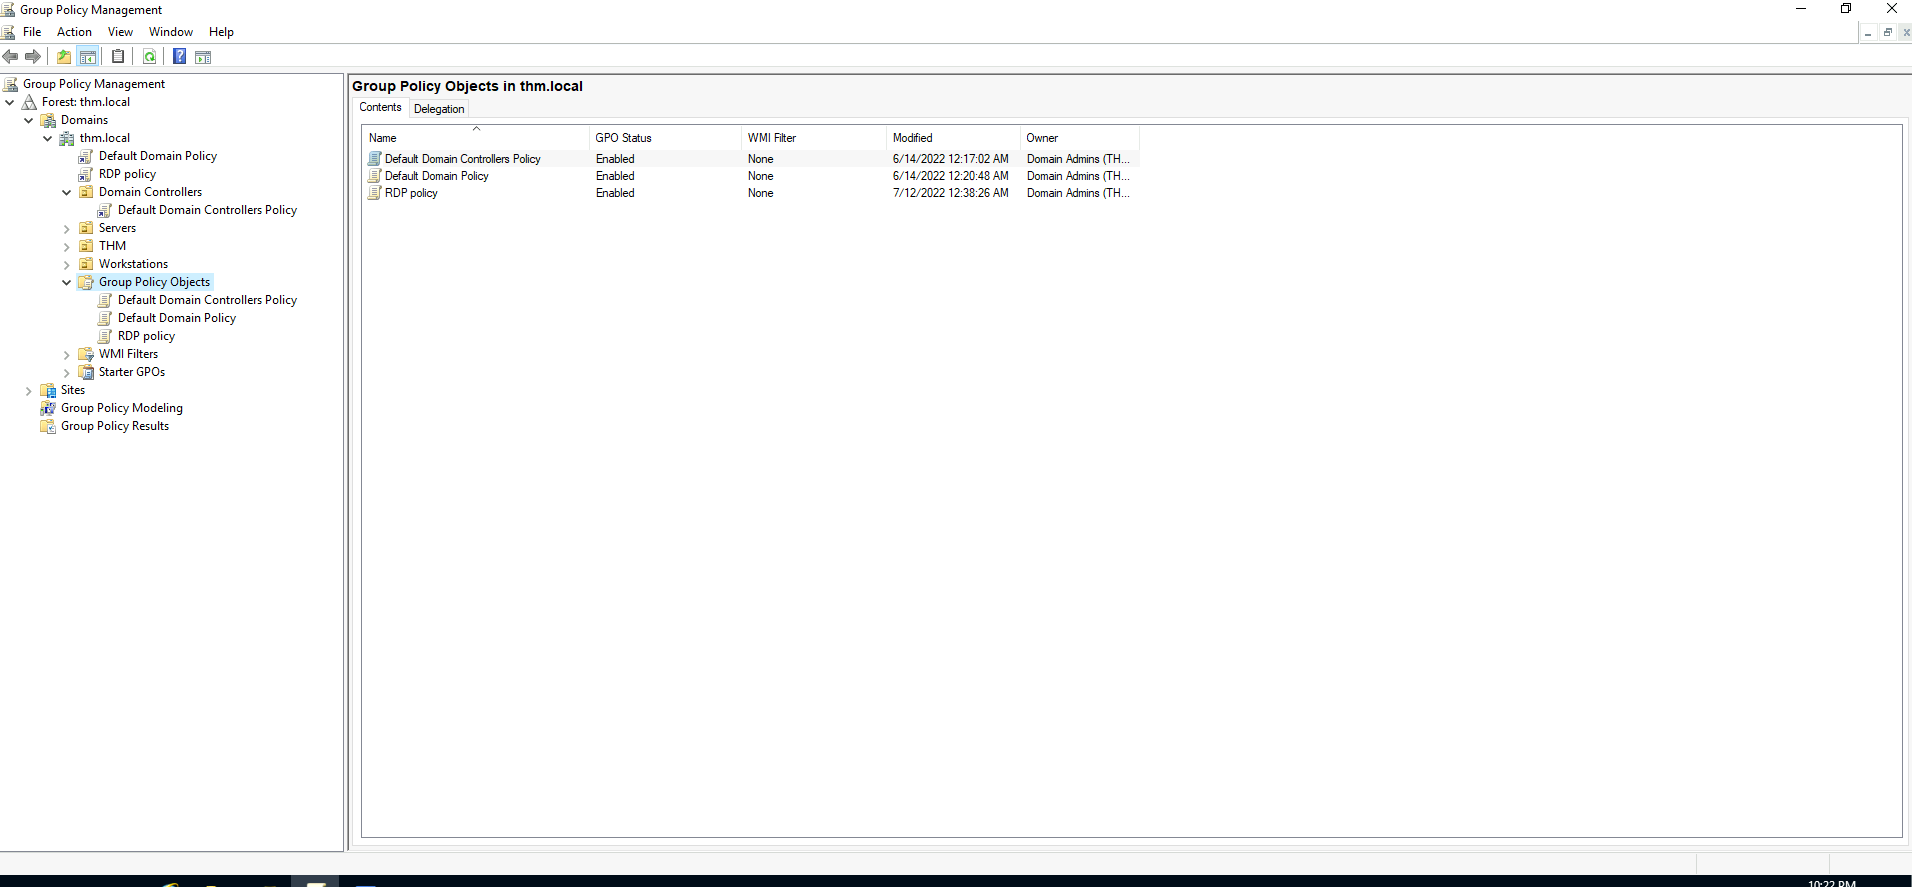 Group Policy Management
File Action View Window Help
Group Policy Management
Forest: thm.local
Domains
thm.local
Default Domain Policy
RDP policy
Domain Controllers
Default Domain Controllers Policy
Servers
THM
Workstations
Group Policy Objects
Default Domain Controllers Policy
Default Domain Policy
RDP policy
WMI Filters
Starter GPOs
Sites
Group Policy Modeling
Group Policy Results
Group Policy Objects in thm.local
Contents Delegation
Name GPO Status WMI Filter Modified Owner
Default Domain Controllers Policy Enabled None 6/14/2022 12:17:02 AM Domain Admins (TH...
Default Domain Policy Enabled None 6/14/2022 12:20:48 AM Domain Admins (TH...
RDP policy Enabled None 7/12/2022 12:38:26 AM Domain Admins (TH...
10:22 PM